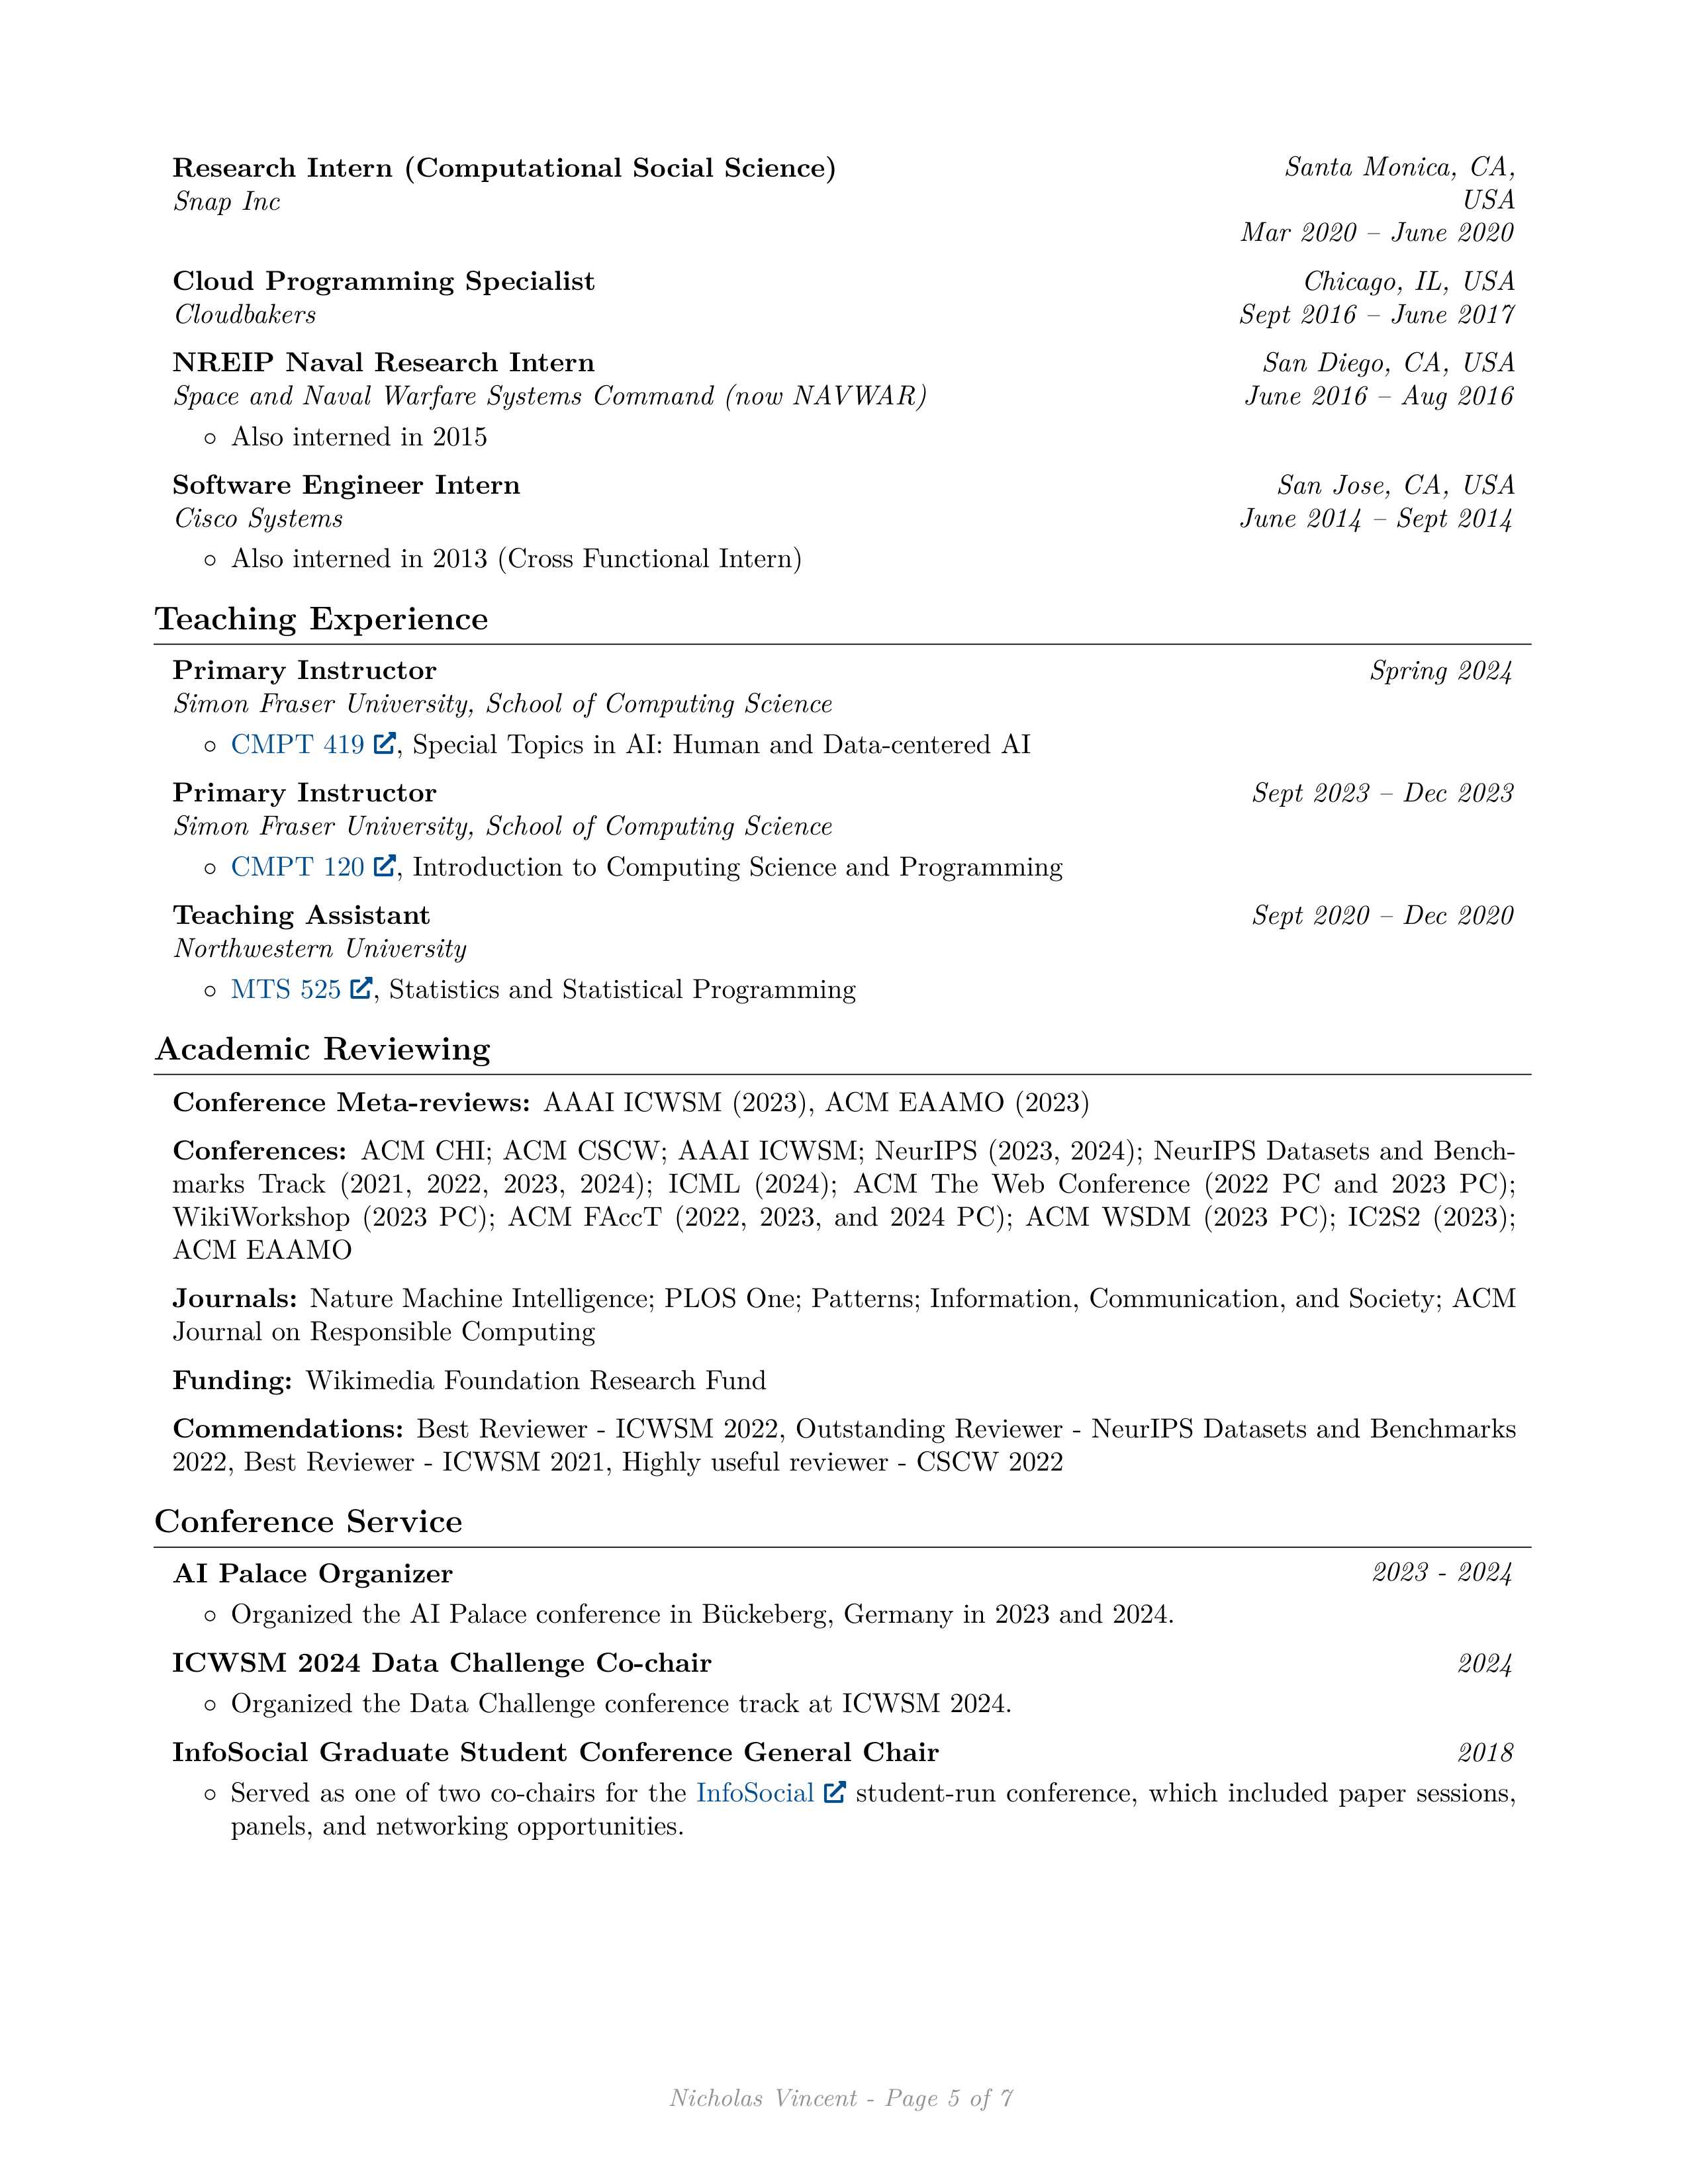 Research Intern (Computational Social Science)
Santa Monica, CA,
Snap Inc
USA
Mar 2020 – June 2020
Cloud Programming Specialist
Chicago, IL, USA
Cloudbakers
Sept 2016 – June 2017
NREIP Naval Research Intern
San Diego, CA, USA
Space and Naval Warfare Systems Command (now NAVWAR)
June 2016 – Aug 2016
◦ Also interned in 2015
Software Engineer Intern
San Jose, CA, USA
Cisco Systems
June 2014 – Sept 2014
◦ Also interned in 2013 (Cross Functional Intern)
Teaching Experience
Primary Instructor
Spring 2024
Simon Fraser University, School of Computing Science
◦ CMPT 419, Special Topics in AI: Human and Data-centered AI
Primary Instructor
Sept 2023 – Dec 2023
Simon Fraser University, School of Computing Science
◦ CMPT 120, Introduction to Computing Science and Programming
Teaching Assistant
Sept 2020 – Dec 2020
Northwestern University
◦ MTS 525, Statistics and Statistical Programming
Academic Reviewing
Conference Meta-reviews: AAAI ICWSM (2023), ACM EAAMO (2023)
Conferences: ACM CHI; ACM CSCW; AAAI ICWSM; NeurIPS (2023, 2024); NeurIPS Datasets and Bench-
marks Track (2021, 2022, 2023, 2024); ICML (2024); ACM The Web Conference (2022 PC and 2023 PC);
WikiWorkshop (2023 PC); ACM FAccT (2022, 2023, and 2024 PC); ACM WSDM (2023 PC); IC2S2 (2023);
ACM EAAMO
Journals: Nature Machine Intelligence; PLOS One; Patterns; Information, Communication, and Society; ACM
Journal on Responsible Computing
Funding: Wikimedia Foundation Research Fund
Commendations: Best Reviewer - ICWSM 2022, Outstanding Reviewer - NeurIPS Datasets and Benchmarks
2022, Best Reviewer - ICWSM 2021, Highly useful reviewer - CSCW 2022
Conference Service
AI Palace Organizer
2023 - 2024
◦ Organized the AI Palace conference in Bückeberg, Germany in 2023 and 2024.
ICWSM 2024 Data Challenge Co-chair
2024
◦ Organized the Data Challenge conference track at ICWSM 2024.
InfoSocial Graduate Student Conference General Chair
2018
◦ Served as one of two co-chairs for the InfoSocial student-run conference, which included paper sessions,
panels, and networking opportunities.
Nicholas Vincent - Page 5 of 7